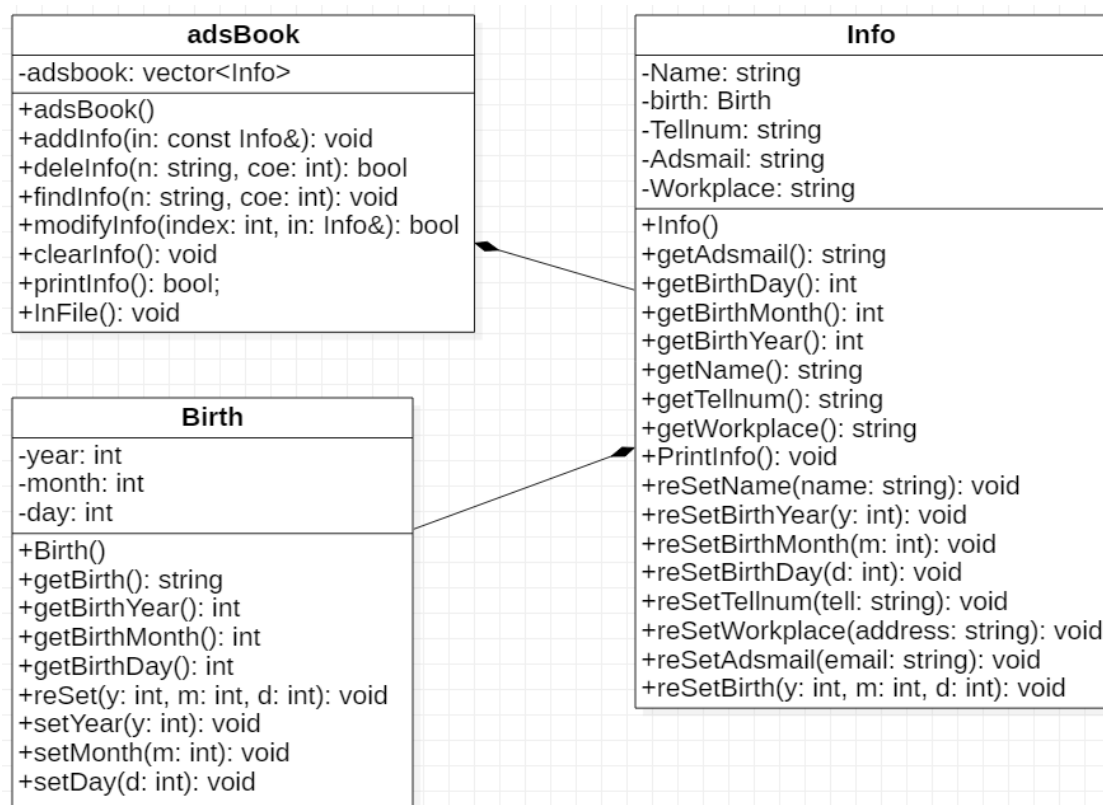 adsBook
-adsbook: vector<Info>
+adsBook()
+addInfo(in: const Info&): void
+deleInfo(n: string, coe: int): bool
+findInfo(n: string, coe: int): void
+modifyInfo(index: int, in: Info&): bool
+clearInfo(): void
+printInfo(): bool;
+InFile(): void
Birth
-year: int
-month: int
-day: int
+Birth()
+getBirth(): string
+getBirthYear(): int
+getBirthMonth(): int
+getBirthDay(): int
+reSet(y: int, m: int, d: int): void
+setYear(y: int): void
+setMonth(m: int): void
+setDay(d: int): void
Info
-Name: string
-birth: Birth
-Tellnum: string
-Adsmail: string
-Workplace: string
+Info()
+getAdsmail(): string
+getBirthDay(): int
+getBirthMonth(): int
+getBirthYear(): int
+getName(): string
+getTellnum(): string
+getWorkplace(): string
+PrintInfo(): void
+reSetName(name: string): void
+reSetBirthYear(y: int): void
+reSetBirthMonth(m: int): void
+reSetBirthDay(d: int): void
+reSetTellnum(tell: string): void
+reSetWorkplace(address: string): void
+reSetAdsmail(email: string): void
+reSetBirth(y: int, m: int, d: int): void